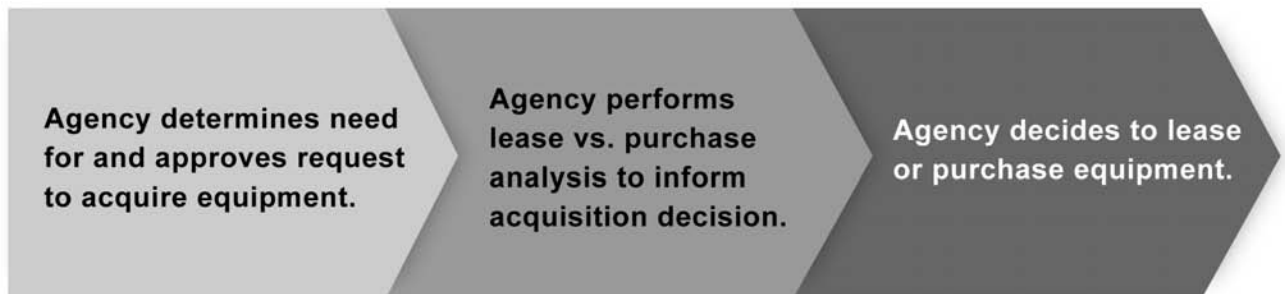 Agency determines need
for and approves request
to acquire equipment.
Agency performs
lease vs. purchase
analysis to inform
acquisition decision.
Agency decides to lease
or purchase equipment.